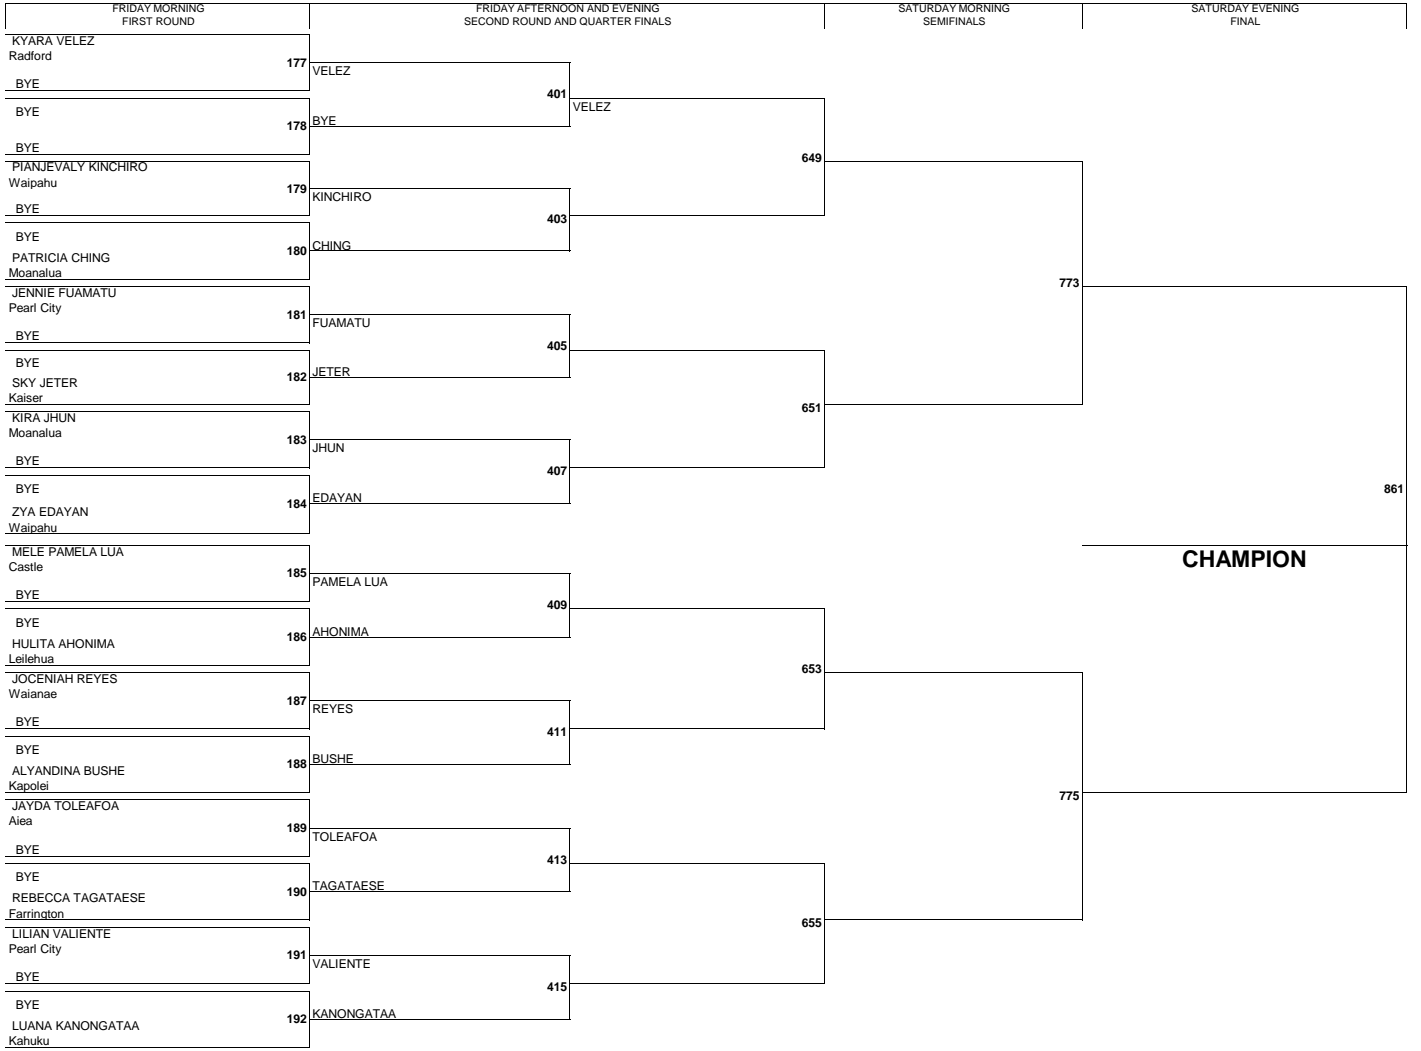 FRIDAY MORNING
FIRST ROUND
FRIDAY AFTERNOON AND EVENING
SECOND ROUND AND QUARTER FINALS
SATURDAY MORNING
SEMIFINALS
SATURDAY EVENING
FINAL
KYARA VELEZ
Radford
177
BYE
BYE
178
BYE
PIANJEVALY KINCHIRO
Waipahu
179
BYE
BYE
180
PATRICIA CHING
Moanalua
JENNIE FUAMATU
Pearl City
181
BYE
BYE
182
SKY JETER
Kaiser
KIRA JHUN
Moanalua
183
BYE
BYE
184
ZYA EDAYAN
Waipahu
MELE PAMELA LUA
Castle
185
BYE
BYE
186
HULITA AHONIMA
Leilehua
JOCENIAH REYES
Waianae
187
BYE
BYE
188
ALYANDINA BUSHE
Kapolei
JAYDA TOLEAFOA
Aiea
189
BYE
BYE
190
REBECCA TAGATAESE
Farrington
LILIAN VALIENTE
Pearl City
191
BYE
BYE
192
LUANA KANONGATAA
Kahuku
VELEZ
401
BYE
KINCHIRO
403
CHING
FUAMATU
405
JETER
JHUN
407
EDAYAN
PAMELA LUA
409
AHONIMA
REYES
411
BUSHE
TOLEAFOA
413
TAGATAESE
VALIENTE
415
KANONGATAA
VELEZ
649
651
653
655
773
775
861
CHAMPION